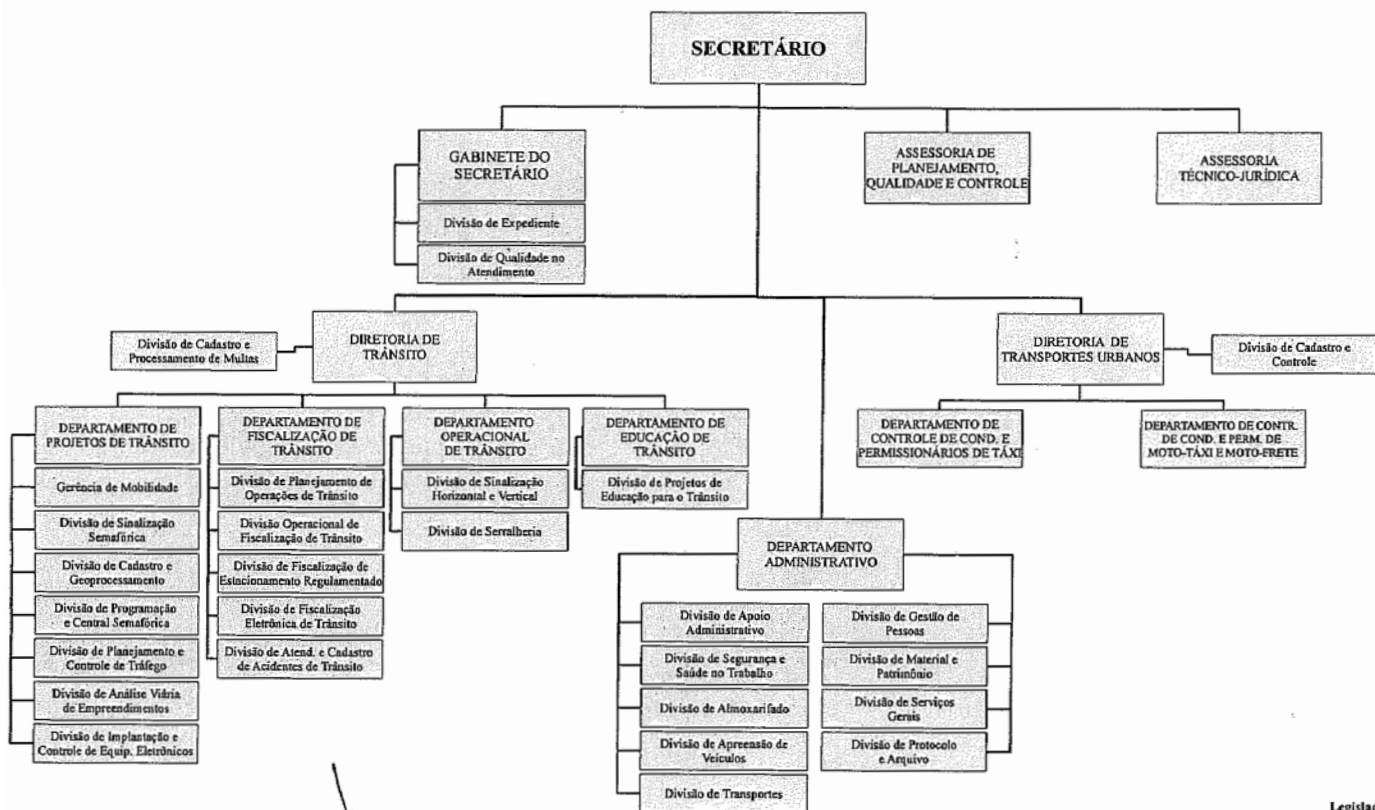 SECRETÁRIO
GABINETE DO
SECRETÁRIO
ASSESSORIA DE
PLANEJAMENTO,
QUALIDADE E CONTROLE
ASSESSORIA
TÉCNICO-JURÍDICA
Divisão de Expediente
Divisão de Qualidade no
Atendimento
Divisão de Cadastro e
Processamento de Multas
DIRETORIA DE
TRÂNSITO
DIRETORIA DE
TRANSPORTES URBANOS
Divisão de Cadastro e
Controle
DEPARTAMENTO DE
PROJETOS DE TRÂNSITO
Gerência de Mobilidade
Divisão de Sinalização
Semafórica
Divisão de Cadastro e
Geoprocessamento
Divisão de Programação
e Central Semafórica
Divisão de Planejamento e
Controle de Tráfego
Divisão de Análise Viária
de Empreendimentos
Divisão de Implantação e
Controle de Equip. Eletrônicos
DEPARTAMENTO DE
FISCALIZAÇÃO DE
TRÂNSITO
Divisão de Planejamento de
Operações de Trânsito
Divisão Operacional de
Fiscalização de Trânsito
Divisão de Fiscalização de
Estacionamento Regulamentado
Divisão de Fiscalização
Eletrônica de Trânsito
Divisão de Atend. e Cadastro
de Acidentes de Trânsito
DEPARTAMENTO
OPERACIONAL
DE TRÂNSITO
Divisão de Sinalização
Horizontal e Vertical
Divisão de Serralheria
DEPARTAMENTO DE
EDUCAÇÃO DE
TRÂNSITO
Divisão de Projetos de
Educação para o Trânsito
DEPARTAMENTO DE
CONTROLE DE COND. E
PERMISSIONÁRIOS DE TÁXI
DEPARTAMENTO DE CONTR.
DE COND. E PERM. DE
MOTO-TÁXI E MOTO-FRETE
DEPARTAMENTO
ADMINISTRATIVO
Divisão de Apoio
Administrativo
Divisão de Segurança e
Saúde no Trabalho
Divisão de Almoxarifado
Divisão de Apreensão de
Veículos
Divisão de Transportes
Divisão de Gestão de
Pessoas
Divisão de Material e
Patrimônio
Divisão de Serviços
Gerais
Divisão de Protocolo
e Arquivo